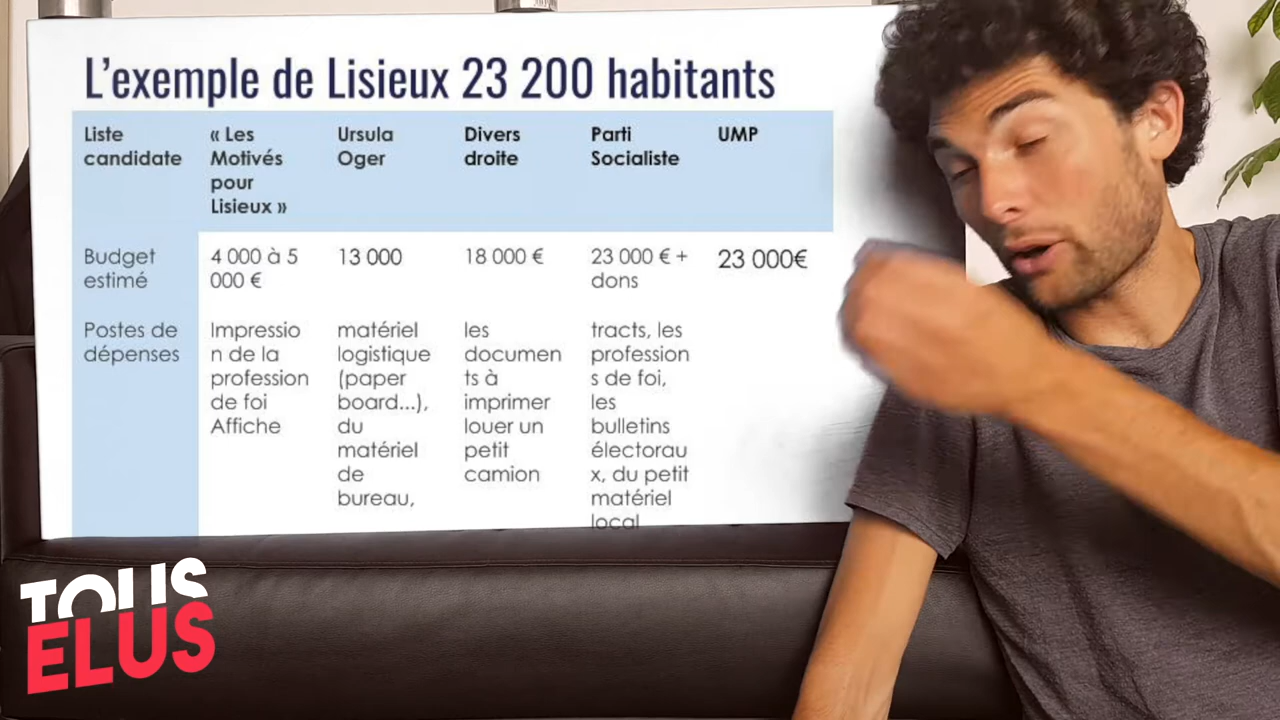 L'exemple de Lisieux 23 200 habitants
Liste
candidate
« Les
Motivés
pour
Lisieux »
Ursula
Oger
Divers
droite
Parti
Socialiste
UMP
Budget
estimé
4 000 à 5
000 €
13 000
18 000 €
23 000 € +
dons
23 000€
Postes de
dépenses
Impressio
n de la
profession
de foi
Affiche
matériel
logistique
(paper
board...),
du
matériel
de
bureau,
les
documen
ts à
imprimer
louer un
petit
camion
tracts, les
profession
s de foi,
les
bulletins
électorau
x, du petit
matériel
local
TOUS
ELUS